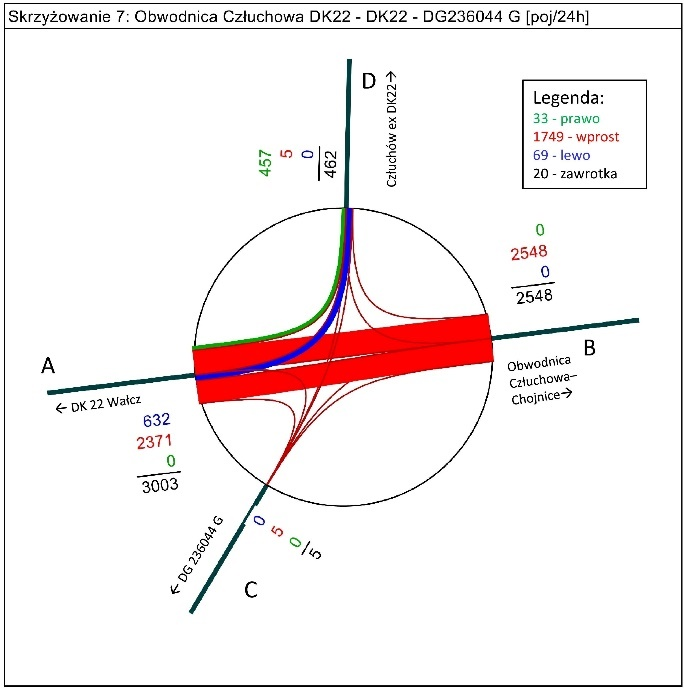 Skrzyżowanie 7: Obwodnica Człuchowa DK22 - DK22 - DG236044 G [poj/24h]
D
Człuchów ex DK22→
457
5
0
462
Legenda:
33 - prawo
1749 - wprost
69 - lewo
20 - zawrotka
0
2548
0
2548
B
Obwodnica
Człuchowa–
Chojnice→
A
← DK 22 Wałcz
632
2371
0
3003
← DG 236044 G
0
5
0
5
C